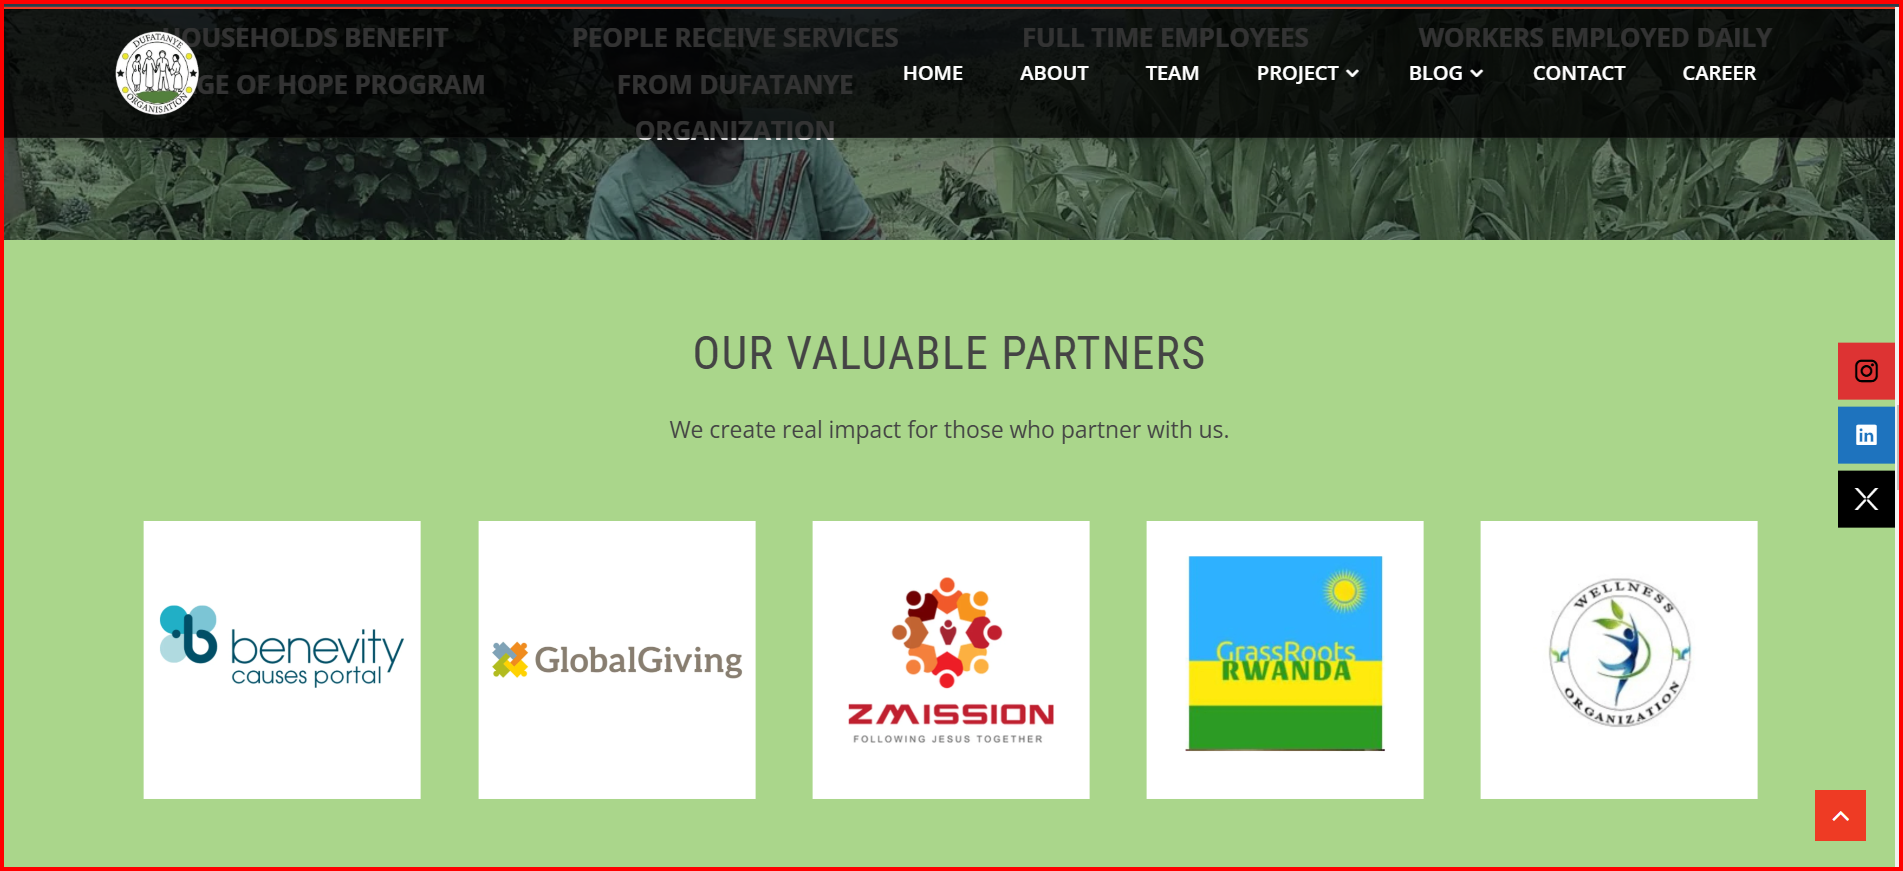 OUSEHOLDS BENEFIT
GE OF HOPE PROGRAM
PEOPLE RECEIVE SERVICES
FROM DUFATANYE
ORGANIZATION
FULL TIME EMPLOYEES
WORKERS EMPLOYED DAILY
DUFATANYE
ORGANISATION
HOME
ABOUT
TEAM
PROJECT
BLOG
CONTACT
CAREER
OUR VALUABLE PARTNERS
We create real impact for those who partner with us.
in
b benevity
causes portal
GlobalGiving
ZMISSION
FOLLOWING JESUS TOGETHER
GrassRoots
RWANDA
WELLNESS
ORGANIZATION